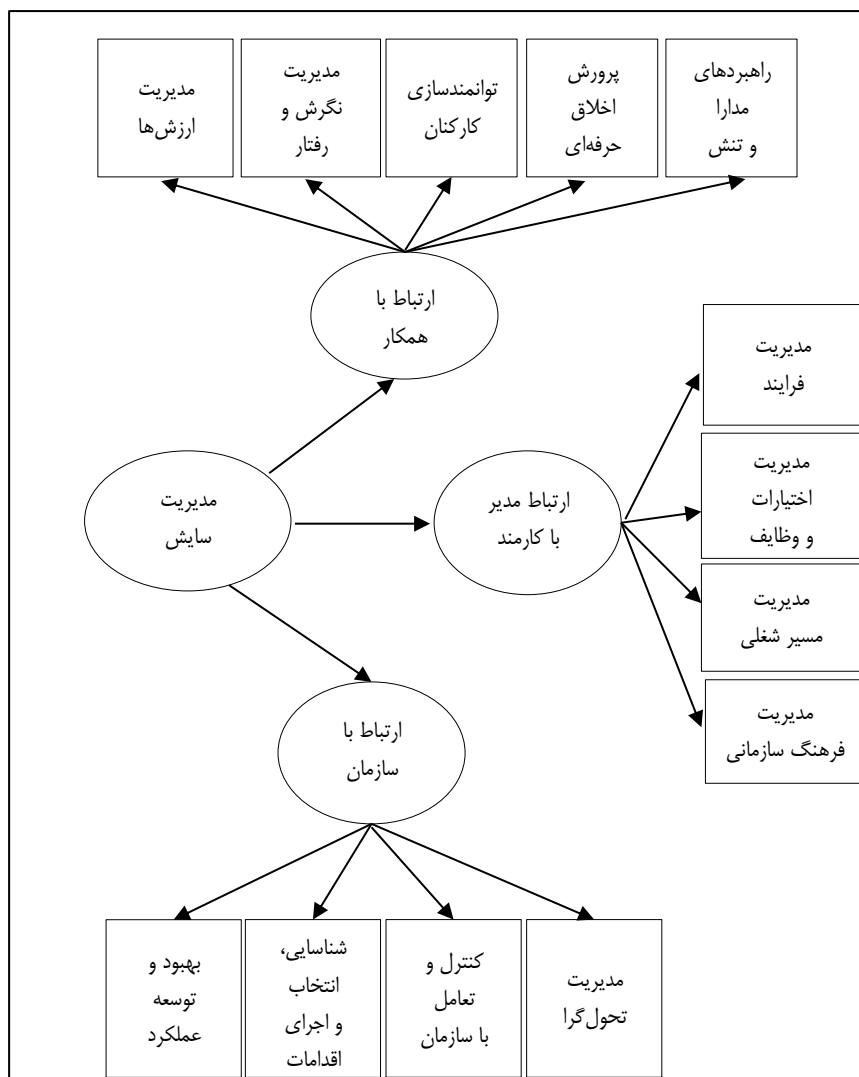 راهبردهای
مدارا
و تنش
پرورش
اخلاق
حرفه‌ای
توانمندسازی
کارکنان
مدیریت
نگرش و
رفتار
مدیریت
ارزش‌ها
ارتباط با
همکار
مدیریت
فرایند
مدیریت
اختیارات
و وظایف
مدیریت
مسیر شغلی
مدیریت
فرهنگ سازمانی
ارتباط مدیر
با کارمند
مدیریت
سایش
ارتباط با
سازمان
مدیریت
تحول‌گرا
کنترل و
تعامل
با سازمان
شناسایی،
انتخاب
و اجرای
اقدامات
بهبود و
توسعه
عملکرد